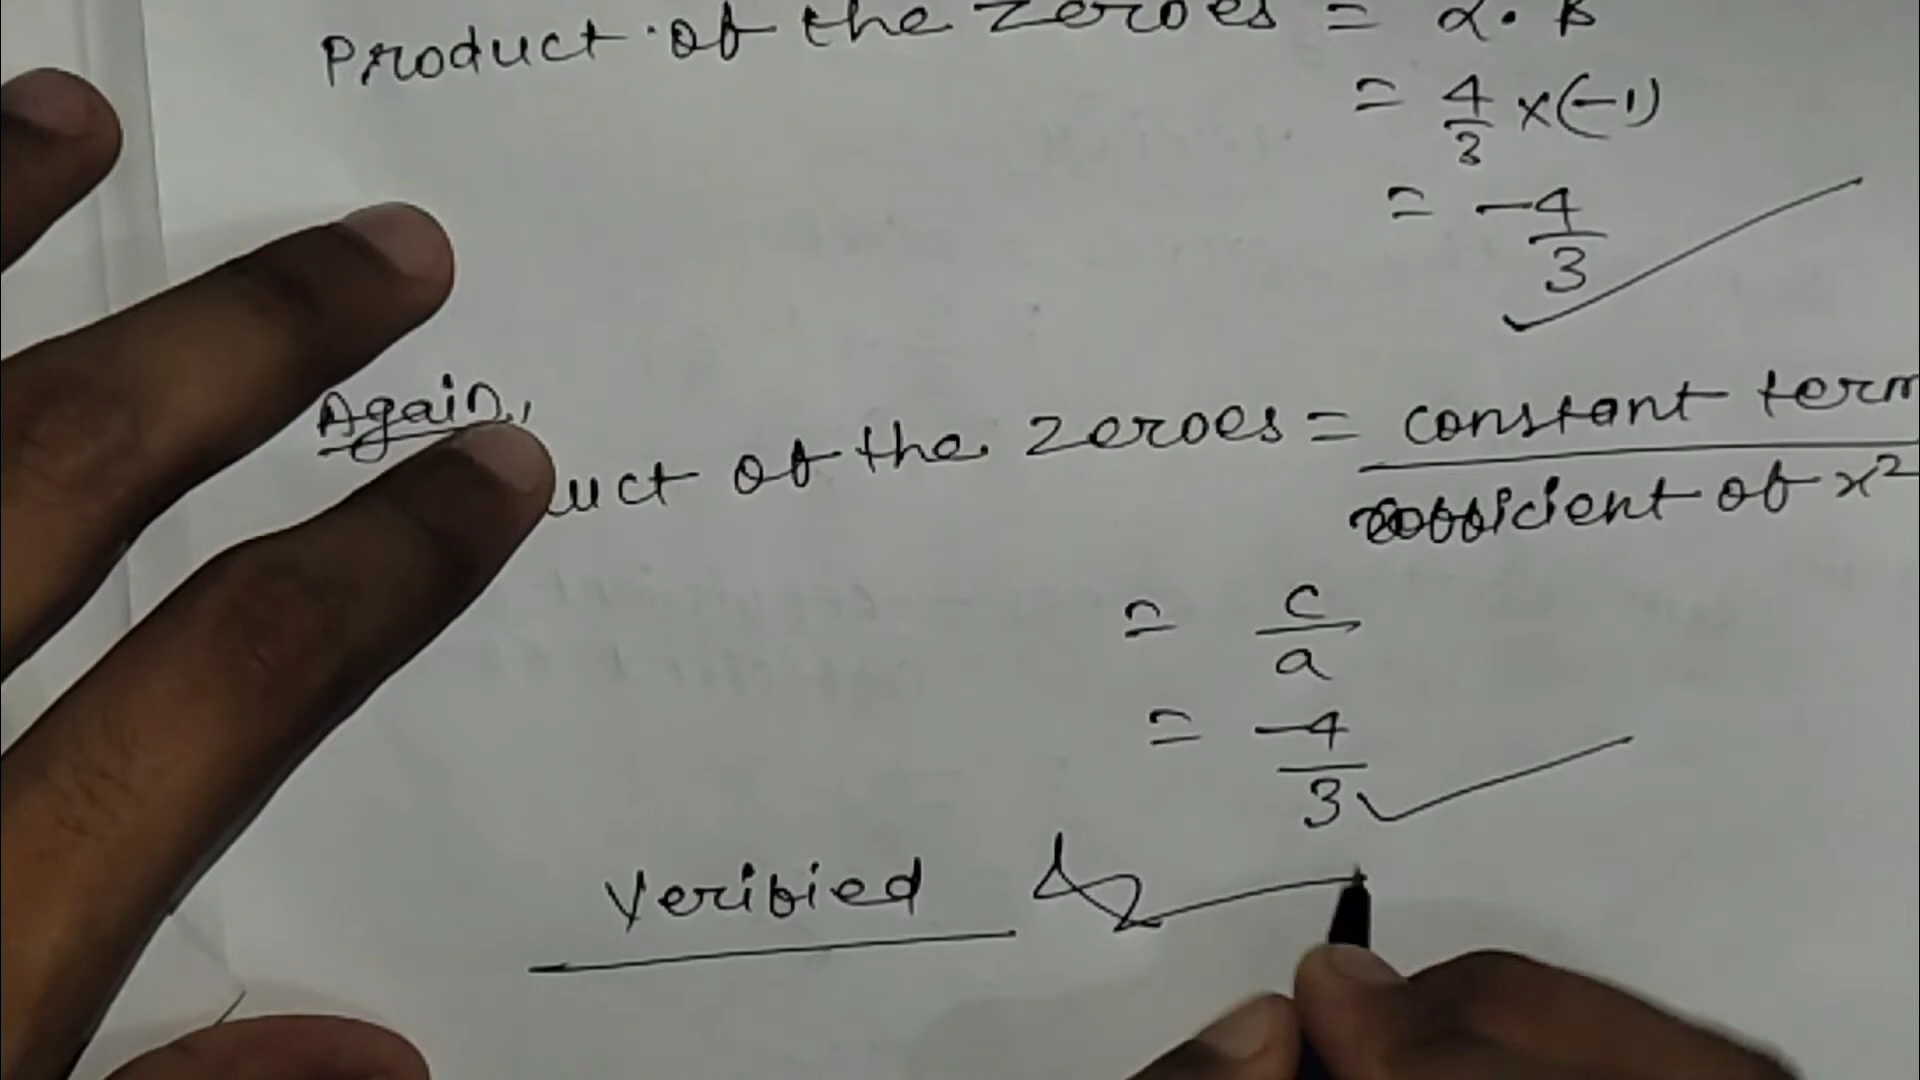 Product of the zeroes = α. β
= 4/3 ×(-1)
= -4/3
Again,
uct of the zeroes = constant term / coefficient of x²
= c/a
= -4/3
Verified